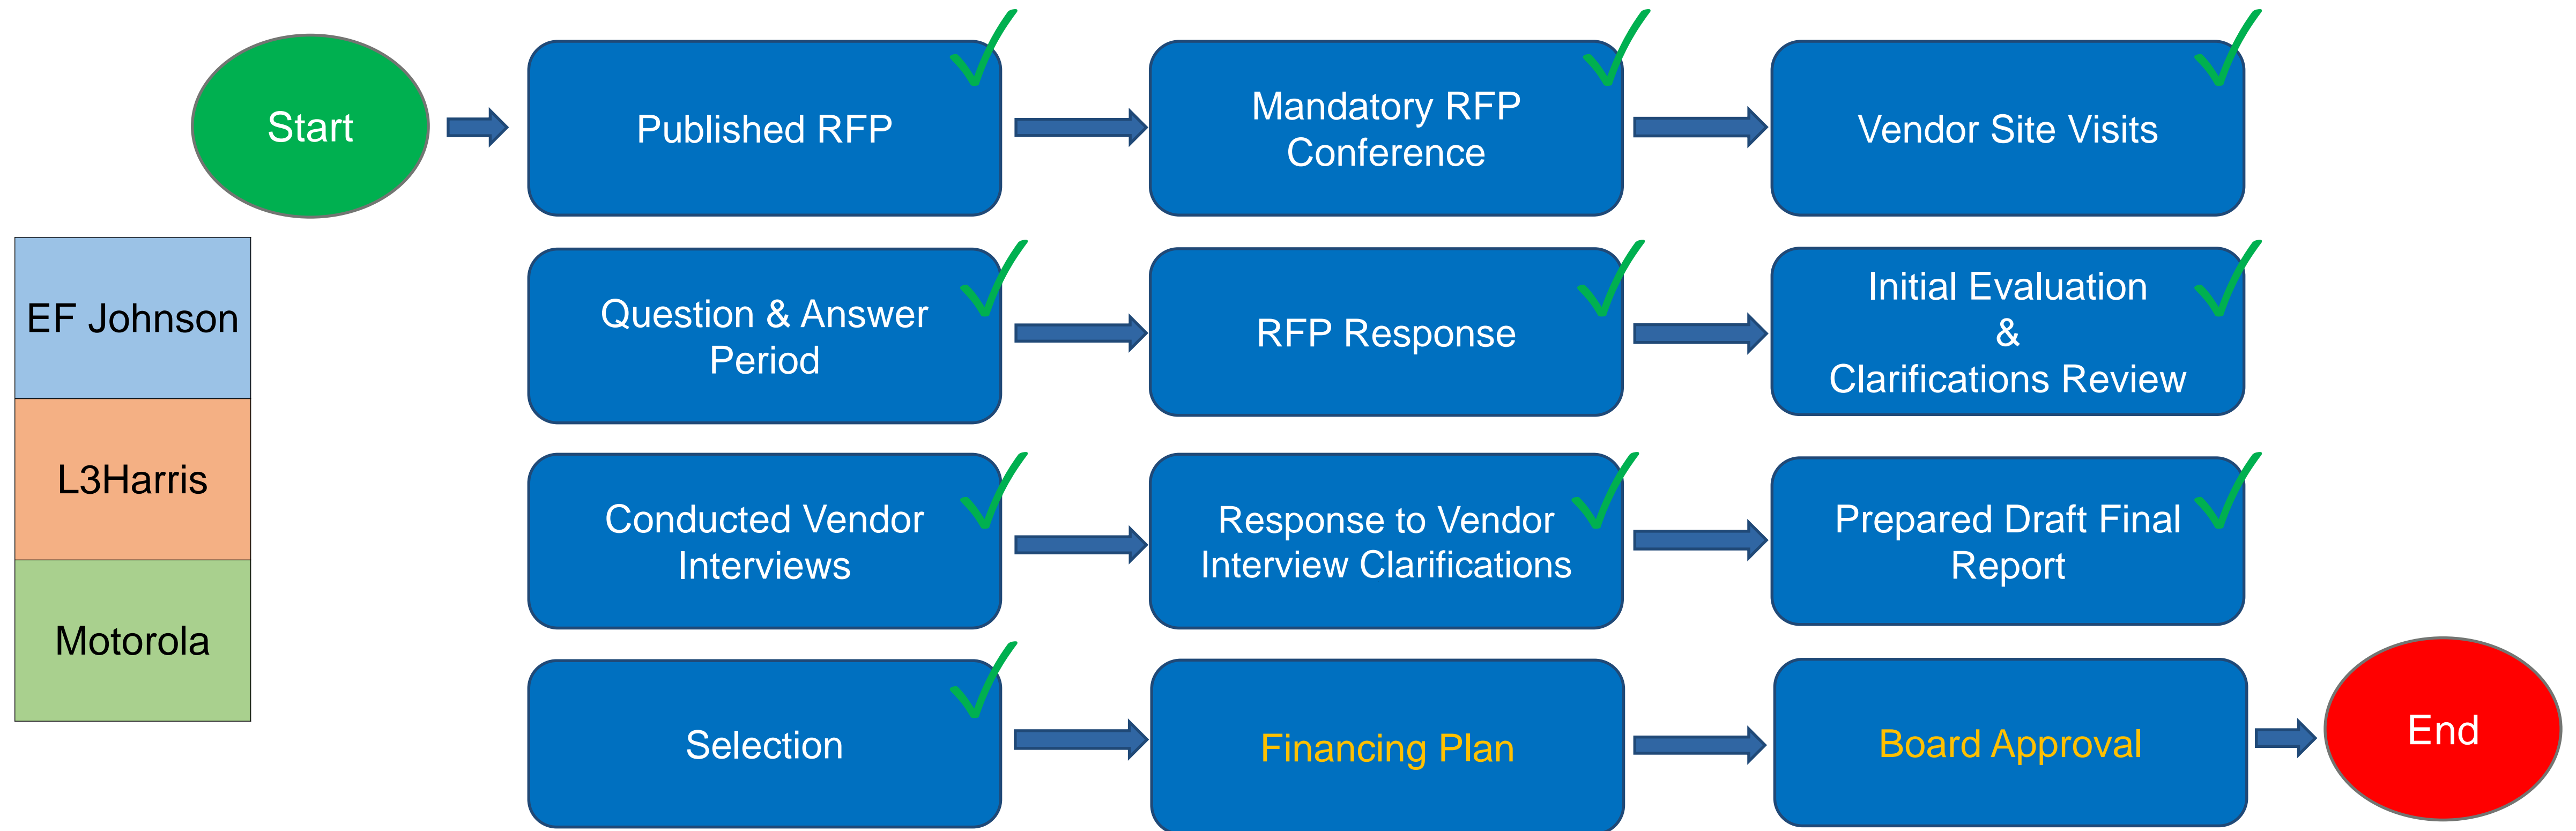 Start
Published RFP
Mandatory RFP
Conference
Vendor Site Visits
EF Johnson
L3Harris
Motorola
Question & Answer
Period
RFP Response
Initial Evaluation
&
Clarifications Review
Conducted Vendor
Interviews
Response to Vendor
Interview Clarifications
Prepared Draft Final
Report
Selection
Financing Plan
Board Approval
End